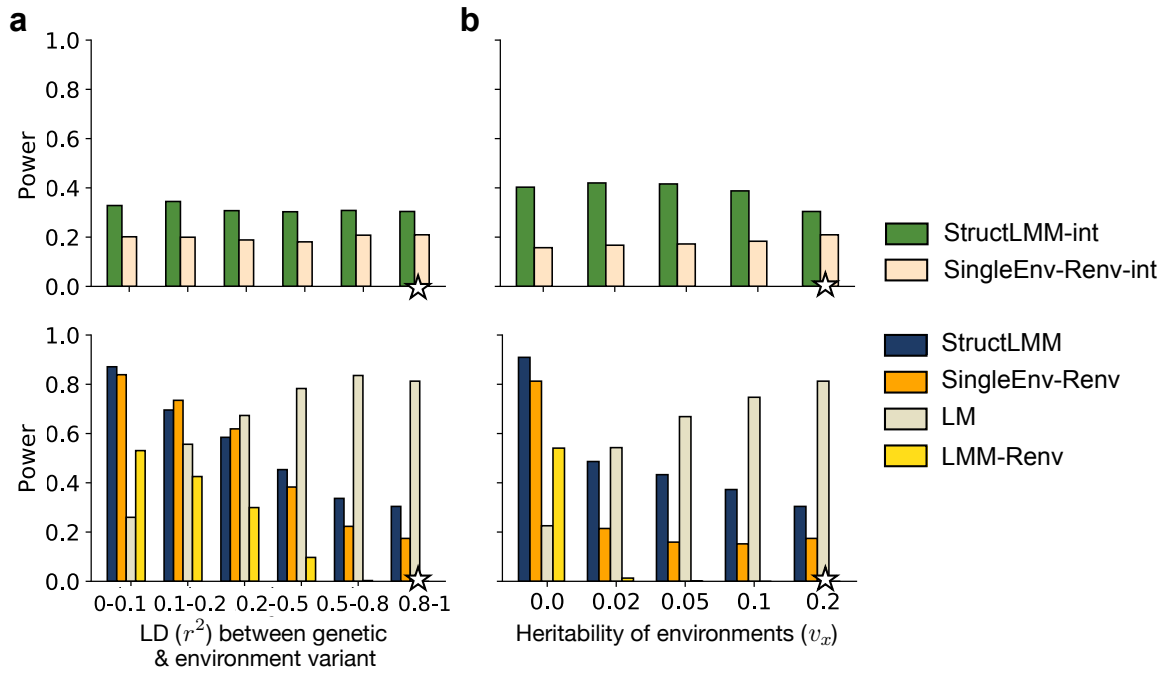 a
b
1.0
0.8
0.6
0.4
0.2
0.0
Power
StructLMM-int
SingleEnv-Renv-int
1.0
0.8
0.6
0.4
0.2
0.0
Power
StructLMM
SingleEnv-Renv
LM
LMM-Renv
0-0.1 0.1-0.2 0.2-0.5 0.5-0.8 0.8-1
0.0 0.02 0.05 0.1 0.2
LD (r²) between genetic
& environment variant
Heritability of environments (vₓ)